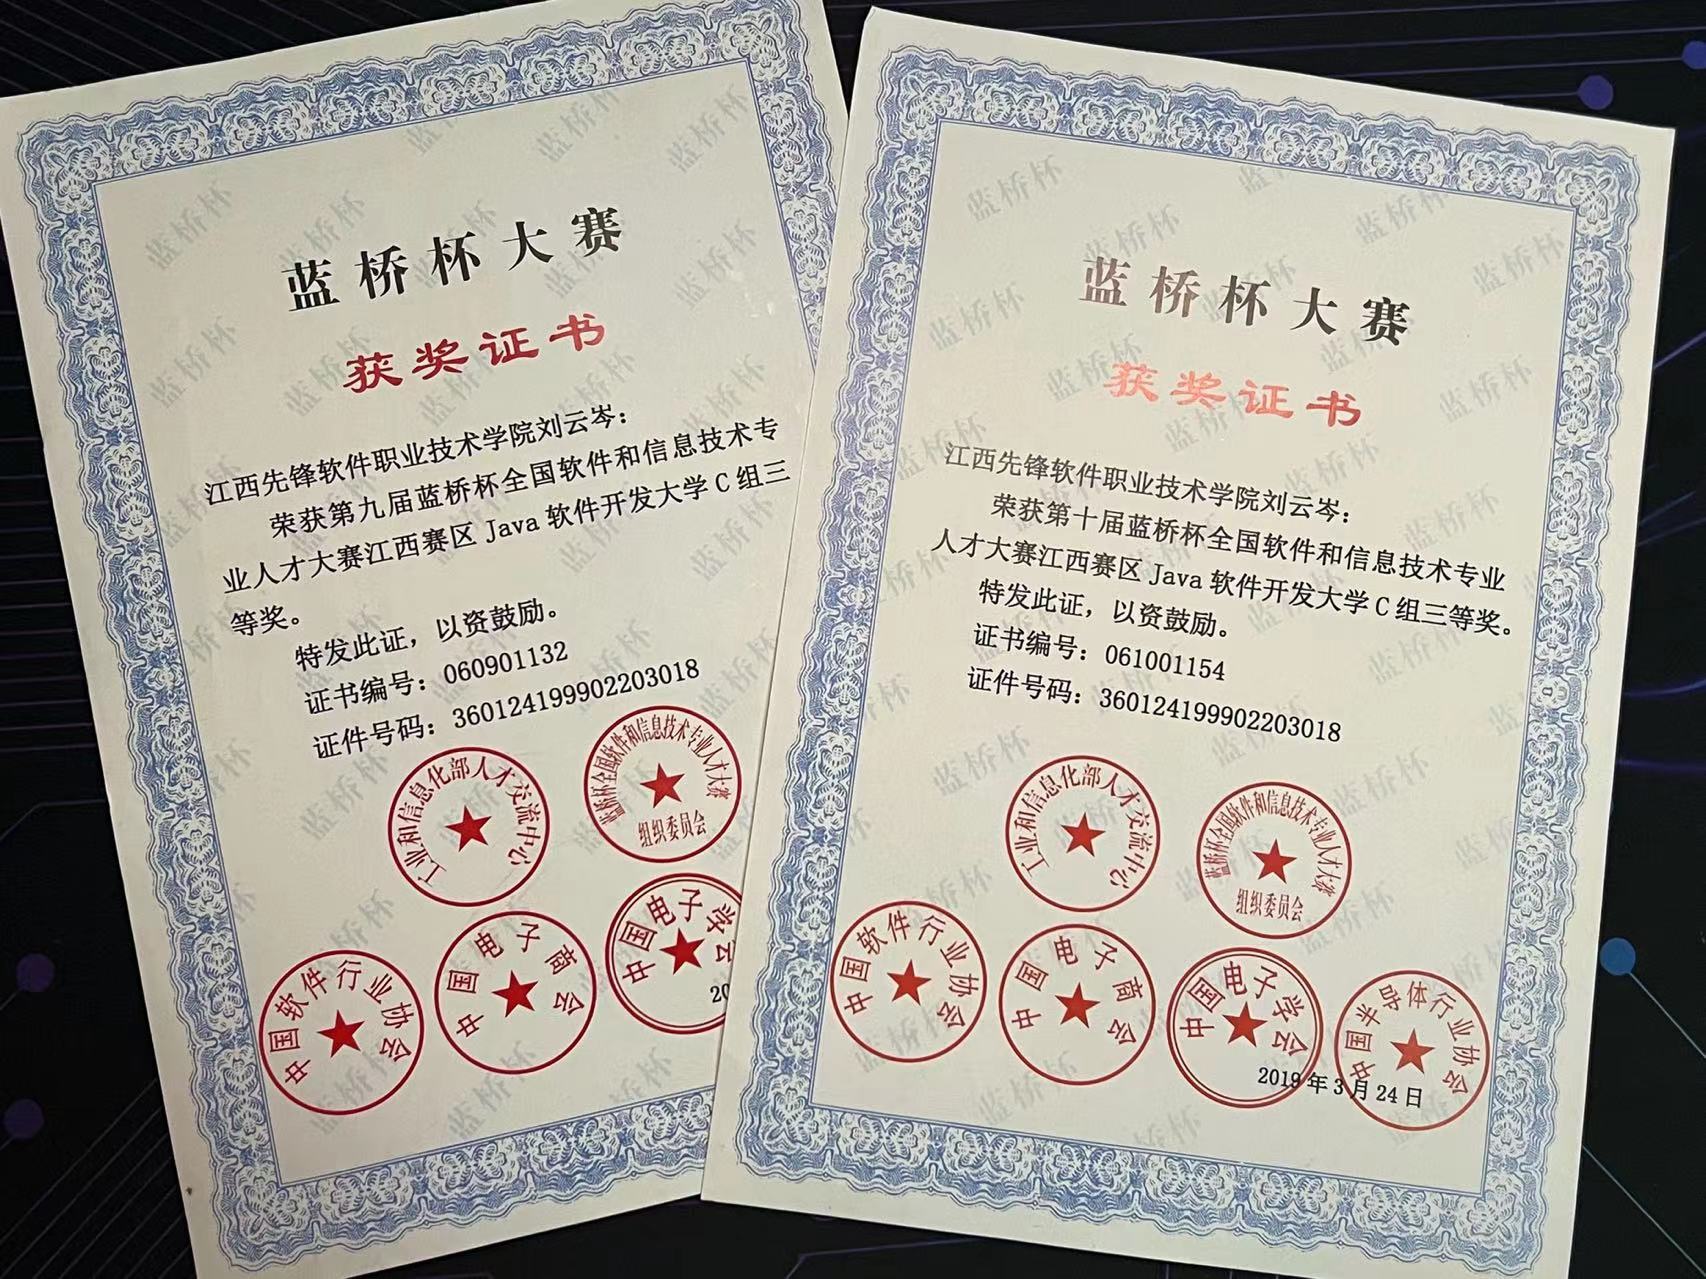 蓝桥杯大赛
获奖证书
江西先锋软件职业技术学院刘云岑：
荣获第九届蓝桥杯全国软件和信息技术专
业人才大赛江西赛区 Java 软件开发大学 C 组三
等奖。
特发此证，以资鼓励。
证书编号：060901132
证件号码：360124199902203018
工业和信息化部人才交流中心
蓝桥杯全国软件和信息技术专业人才大赛
组织委员会
中国软件行业协会
中国电子商会
中国电子学会
20
蓝桥杯大赛
获奖证书
江西先锋软件职业技术学院刘云岑：
荣获第十届蓝桥杯全国软件和信息技术专业
人才大赛江西赛区 Java 软件开发大学 C 组三等奖。
特发此证，以资鼓励。
证书编号：061001154
证件号码：360124199902203018
工业和信息化部人才交流中心
蓝桥杯全国软件和信息技术专业人才大赛
组织委员会
中国软件行业协会
中国电子商会
中国电子学会
中国半导体行业协会
2019 年 3 月 24 日